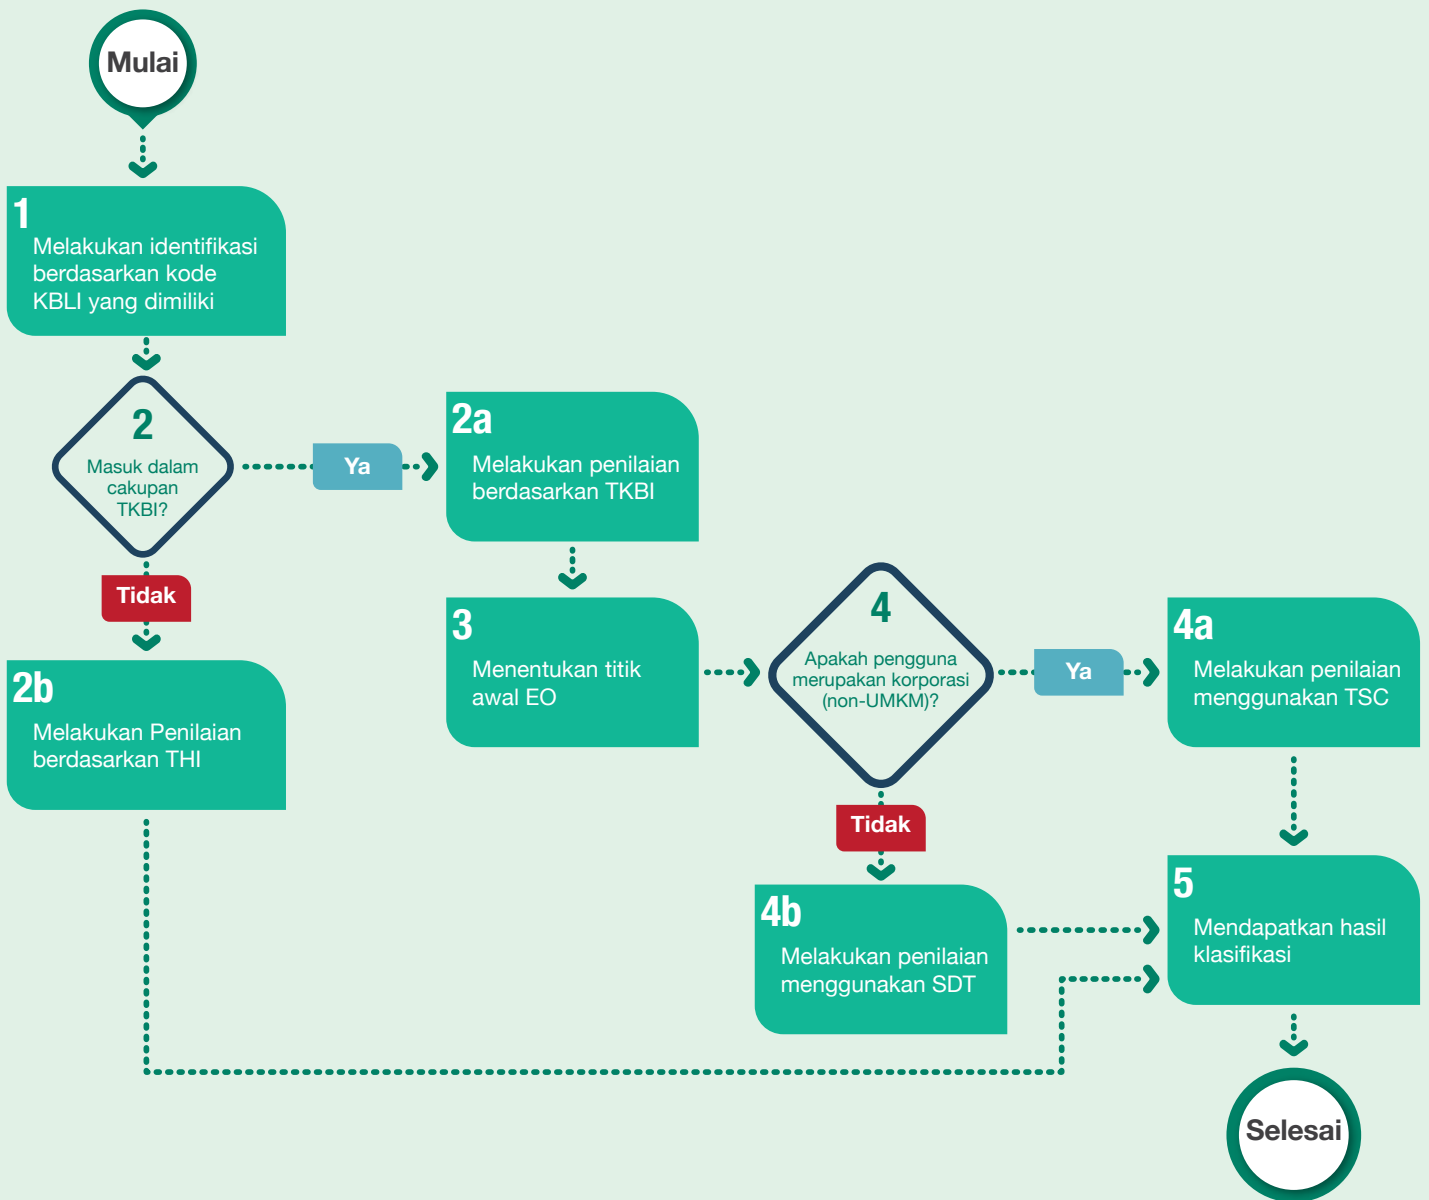 Mulai
1
Melakukan identifikasi
berdasarkan kode
KBLI yang dimiliki
2
Masuk dalam
cakupan
TKBI?
Ya
2a
Melakukan penilaian
berdasarkan TKBI
Tidak
2b
Melakukan Penilaian
berdasarkan THI
3
Menentukan titik
awal EO
4
Apakah pengguna
merupakan korporasi
(non-UMKM)?
Ya
4a
Melakukan penilaian
menggunakan TSC
Tidak
4b
Melakukan penilaian
menggunakan SDT
5
Mendapatkan hasil
klasifikasi
Selesai